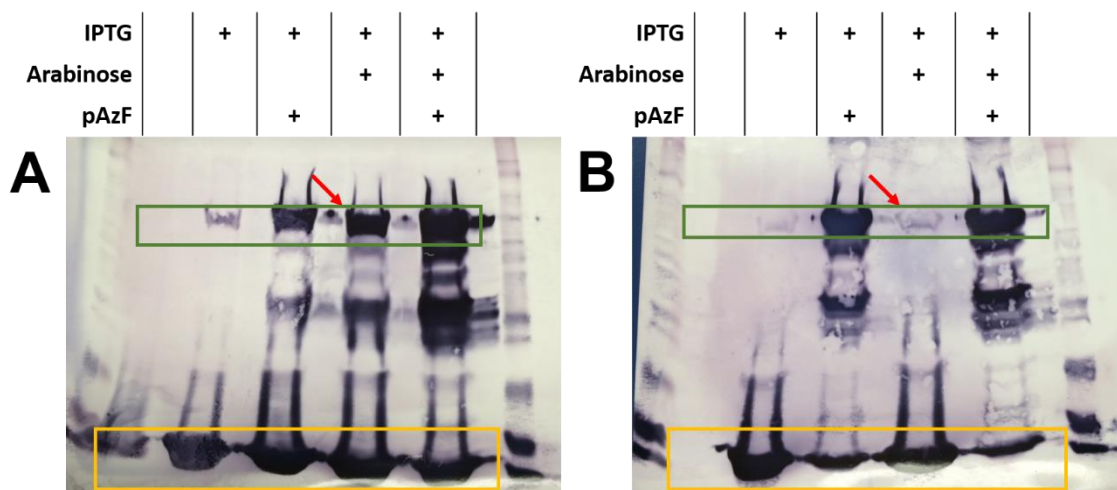 IPTG + + + +
Arabinose + +
pAzF + +
A
IPTG + + + +
Arabinose + +
pAzF + +
B